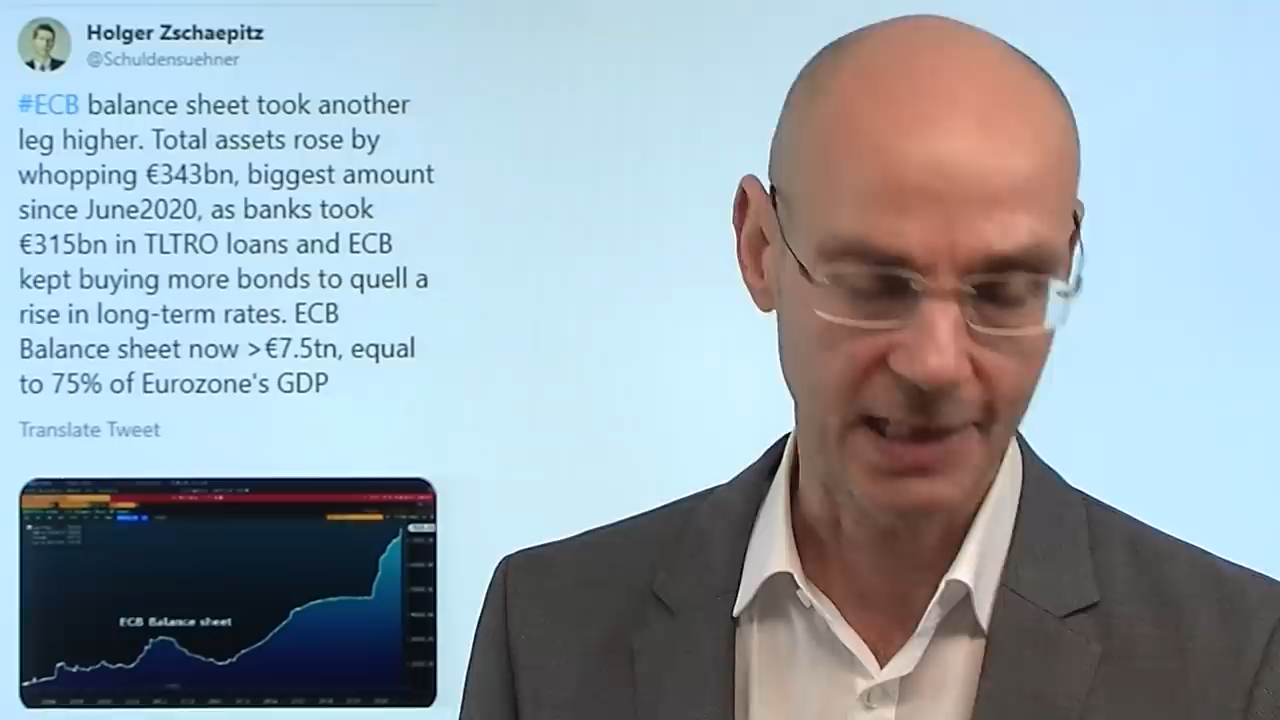 Holger Zschaepitz
@Schuldensuehner
#ECB balance sheet took another
leg higher. Total assets rose by
whopping €343bn, biggest amount
since June2020, as banks took
€315bn in TLTRO loans and ECB
kept buying more bonds to quell a
rise in long-term rates. ECB
Balance sheet now >€7.5tn, equal
to 75% of Eurozone's GDP
Translate Tweet
ECB Balance sheet